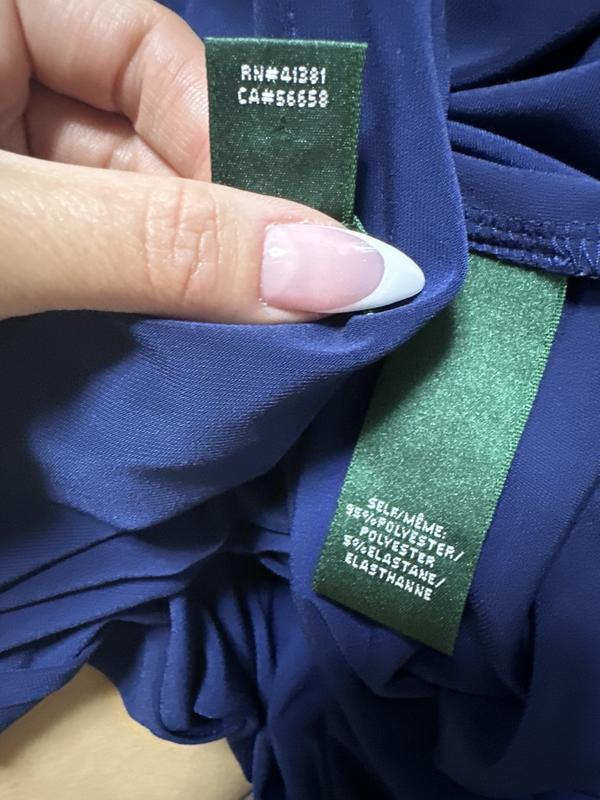 RN#41381
CA#56658
SELF/MÊME:
95%POLYESTER/
POLYESTER
5%ELASTANE/
ELASTHANNE